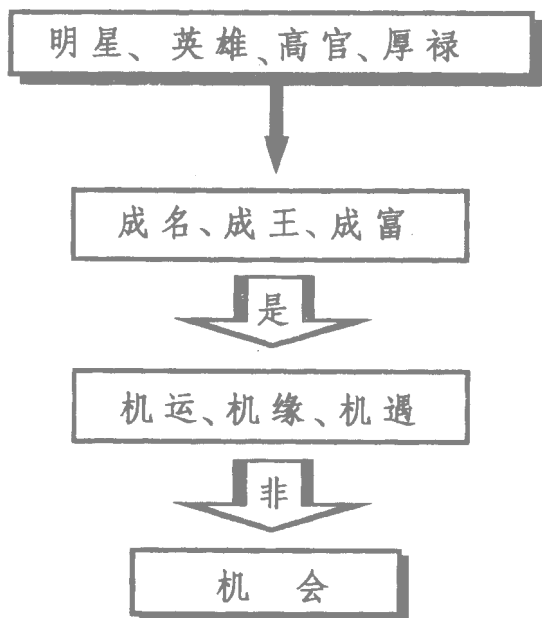 明星、英雄、高官、厚禄
成名、成王、成富
是
机运、机缘、机遇
非
机会